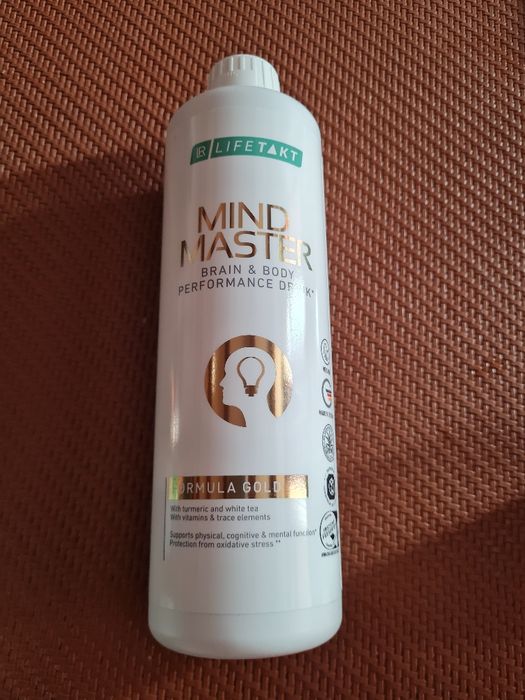 LR LIFETAKT
MIND
MASTER
BRAIN & BODY
PERFORMANCE DRINK*
FORMULA GOLD
With turmeric and white tea
With vitamins & trace elements
Supports physical, cognitive & mental function*
Protection from oxidative stress **